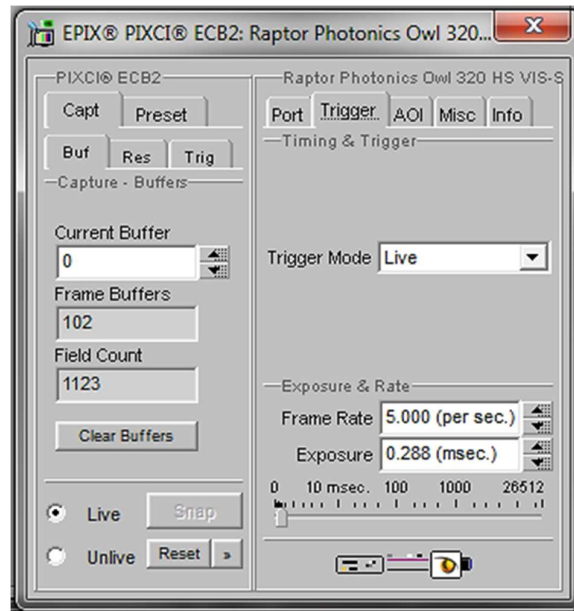 EPIX® PIXCI® ECB2: Raptor Photonics Owl 320...
PIXCI® ECB2
Capt Preset
Buf Res Trig
Capture - Buffers
Current Buffer
0
Frame Buffers
102
Field Count
1123
Clear Buffers
Live Snap
Unlive Reset »
Raptor Photonics Owl 320 HS VIS-S
Port Trigger AOI Misc Info
Timing & Trigger
Trigger Mode Live
Exposure & Rate
Frame Rate 5.000 (per sec.)
Exposure 0.288 (msec.)
0 10 msec. 100 1000 26512